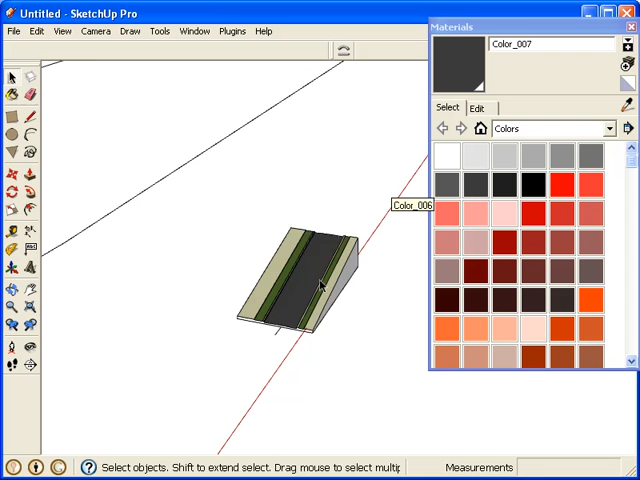 Untitled - SketchUp Pro
File Edit View Camera Draw Tools Window Plugins Help
Materials
Color_007
Select Edit
Colors
Color_006
Select objects. Shift to extend select. Drag mouse to select multip
Measurements